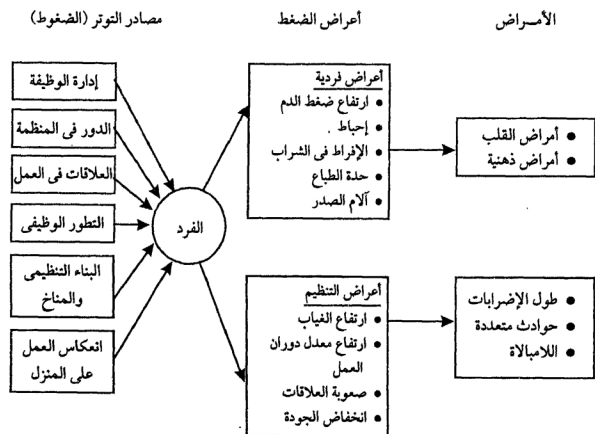 مصادر التوتر (الضغوط)
أعراض الضغط
الأمـراض
إدارة الوظيفة
الدور فى المنظمة
العلاقات فى العمل
التطور الوظيفى
البناء التنظيمى
والمناخ
انعكاس العمل
على المنزل
الفرد
أعراض فردية
● ارتفاع ضغط الدم
● إحباط .
● الإفراط فى الشراب
● حدة الطباع
● آلام الصدر
أعراض التنظيم
● ارتفاع الغياب
● ارتفاع معدل دوران
العمل
● صعوبة العلاقات
● انخفاض الجودة
● أمراض القلب
● أمراض ذهنية
● طول الإضرابات
● حوادث متعددة
● اللامبالاة